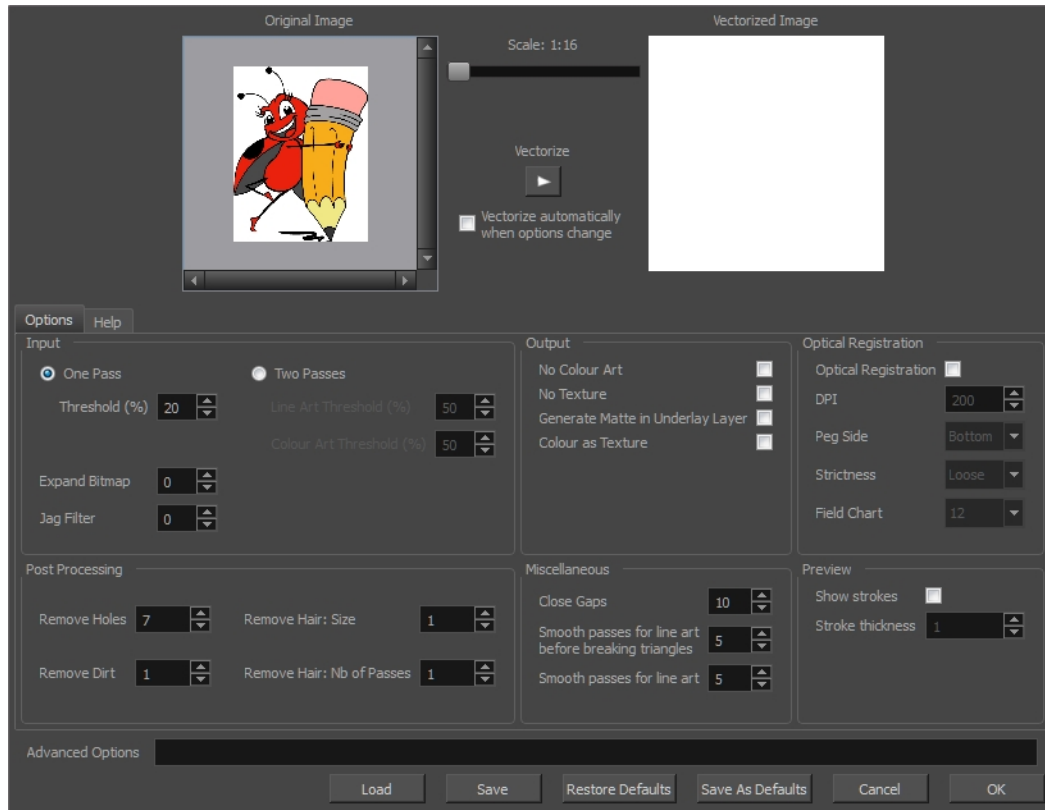 Original Image
Vectorized Image
Scale: 1:16
Vectorize
Vectorize automatically
when options change
Options
Help
Input
One Pass
Two Passes
Threshold (%) 20
Line Art Threshold (%) 50
Colour Art Threshold (%) 50
Expand Bitmap 0
Jag Filter 0
Output
No Colour Art
No Texture
Generate Matte in Underlay Layer
Colour as Texture
Optical Registration
Optical Registration
DPI 200
Peg Side Bottom
Strictness Loose
Field Chart 12
Post Processing
Remove Holes 7
Remove Hair: Size 1
Remove Dirt 1
Remove Hair: Nb of Passes 1
Miscellaneous
Close Gaps 10
Smooth passes for line art
before breaking triangles 5
Smooth passes for line art 5
Preview
Show strokes
Stroke thickness 1
Advanced Options
Load
Save
Restore Defaults
Save As Defaults
Cancel
OK